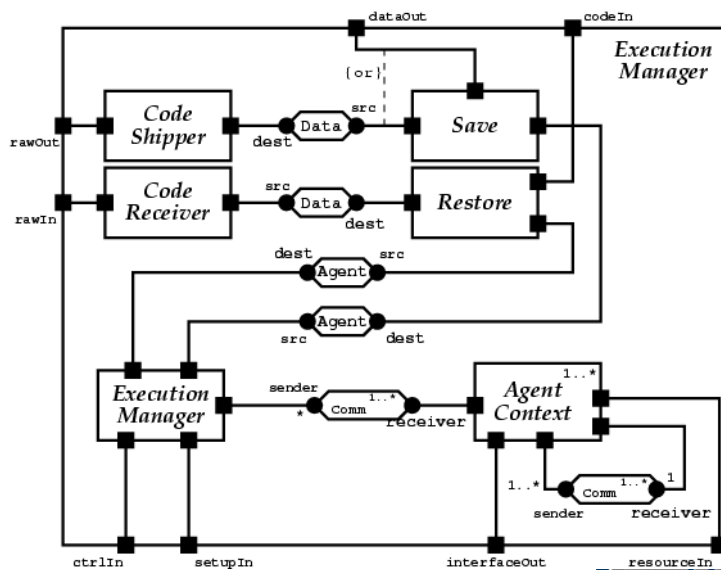 dataOut
codeIn
Execution
Manager
{or}
src
Code
Shipper
Data
Save
dest
rawOut
Code
Receiver
src
Data
Restore
dest
rawIn
dest
src
Agent
Agent
src
dest
Execution
Manager
sender
*
1..*
Comm
receiver
1..*
Agent
Context
1..*
1..*
Comm
1
sender
receiver
ctrlIn
setupIn
interfaceOut
resourceIn